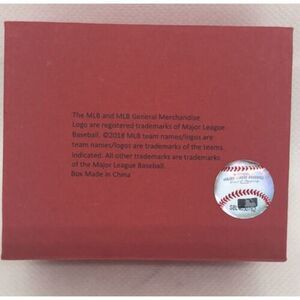 The MLB and MLB General Merchandise
Logo are registered trademarks of Major League
Baseball. ©2018 MLB team names/logos are
team names/logos are trademarks of the teams
indicated. All other trademarks are trademarks
of the Major League Baseball.
Box Made in China